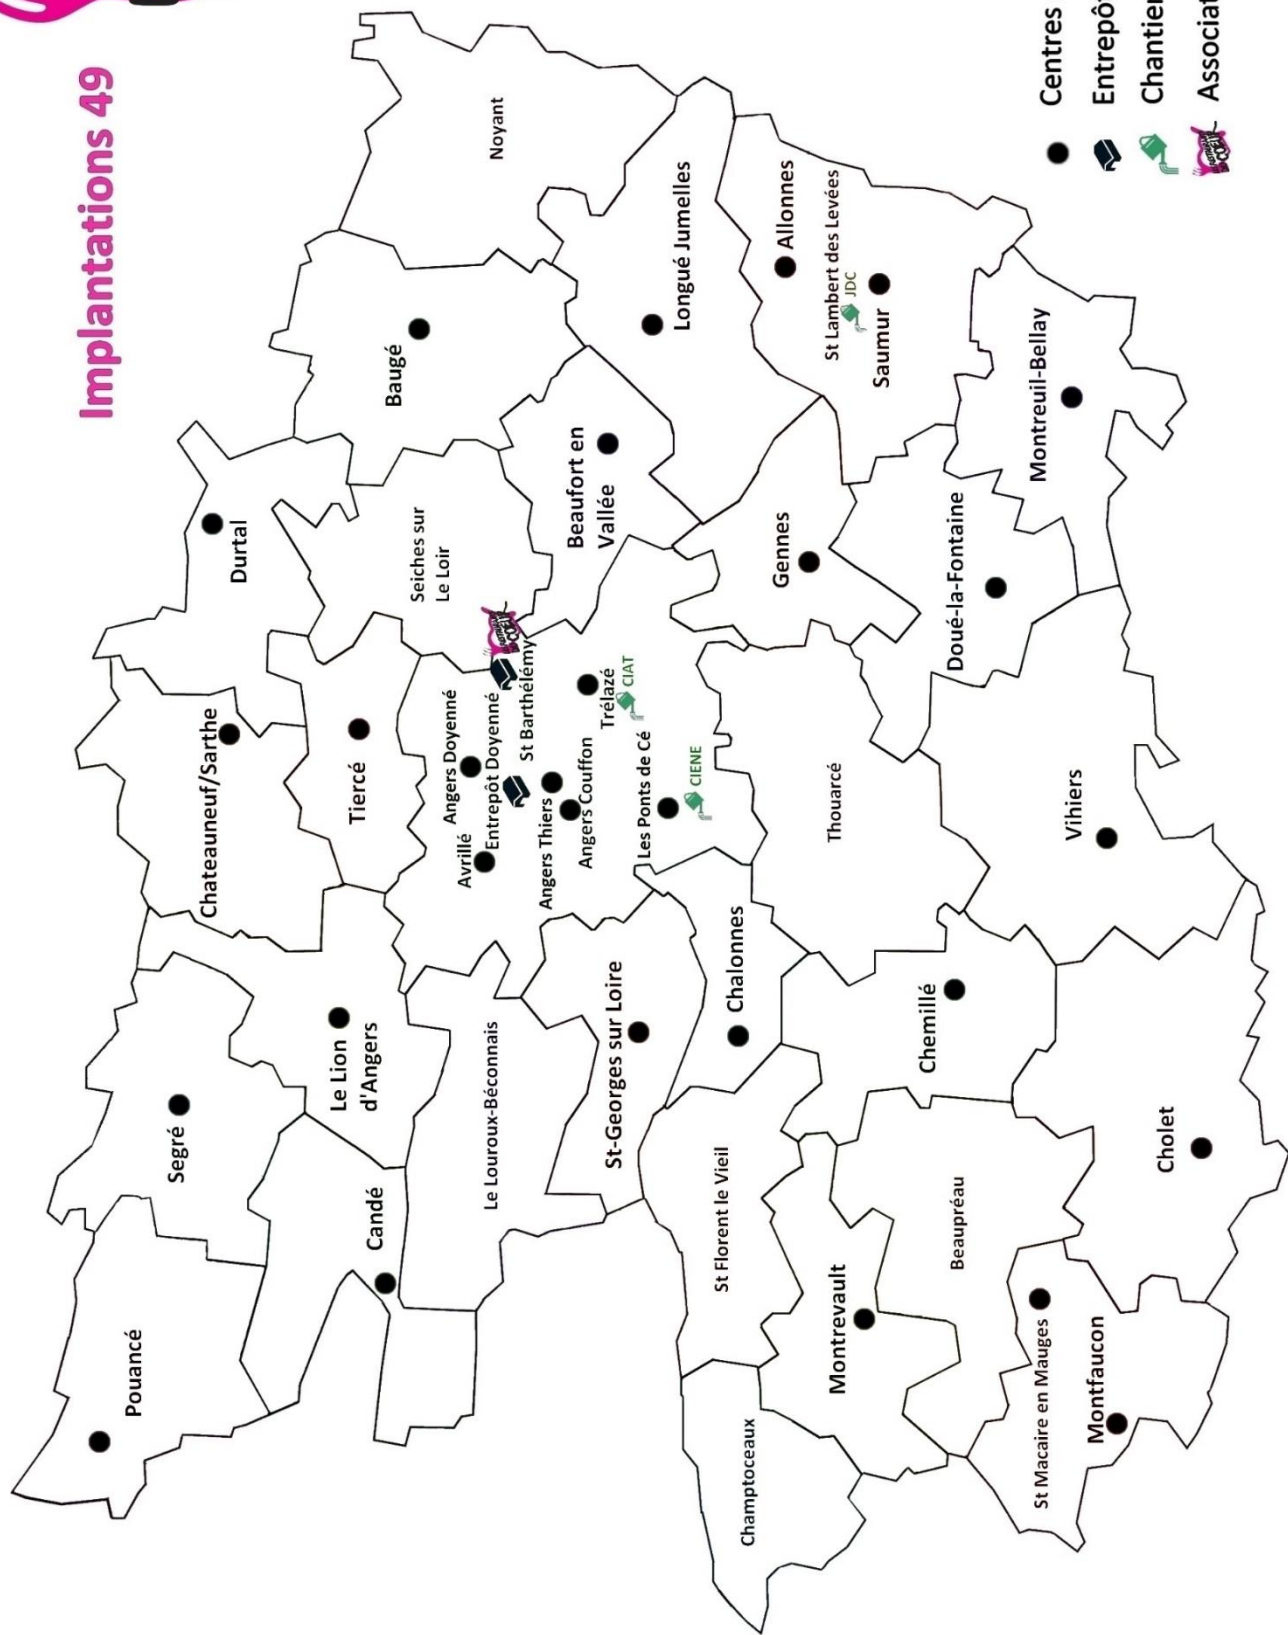 Implantations 49
Pouancé
Segré
Chateauneuf/Sarthe
Durtal
Candé
Le Lion
d'Angers
Tiercé
Baugé
Noyant
Le Louroux-Béconnais
Avrillé
Angers Doyenné
Entrepôt Doyenné
St Barthélémy
Seiches sur
Le Loir
Angers Thiers
Angers Couffon
Trélazé
CIAT
Beaufort en
Vallée
Longué Jumelles
St-Georges sur Loire
Les Ponts de Cé
CIENE
St Florent le Vieil
Chalonnes
Champtoceaux
Montrevault
Thouarcé
Gennes
Allonnes
St Lambert des Levées
JDC
Saumur
Chemillé
Beaupréau
Doué-la-Fontaine
Montreuil-Bellay
St Macaire en Mauges
Montfaucon
Cholet
Vihiers
Centres
Entrepôt
Chantier
Associat